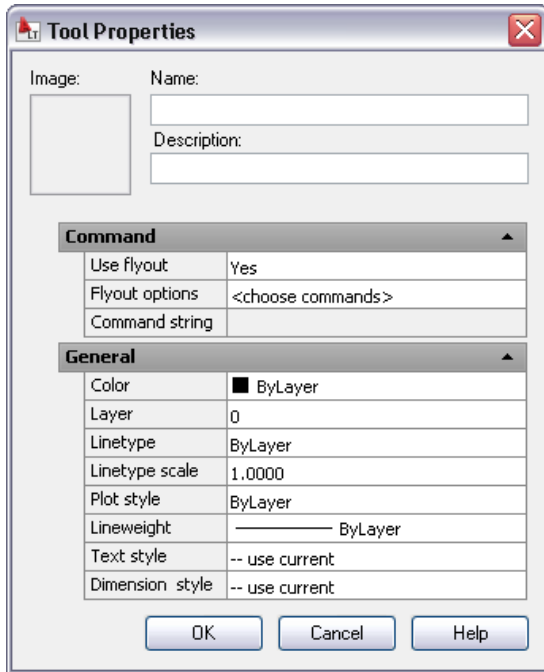 LT Tool Properties
Image: Name:
Description:
Command
Use flyout Yes
Flyout options <choose commands>
Command string
General
Color ByLayer
Layer 0
Linetype ByLayer
Linetype scale 1.0000
Plot style ByLayer
Lineweight ByLayer
Text style -- use current
Dimension style -- use current
OK Cancel Help